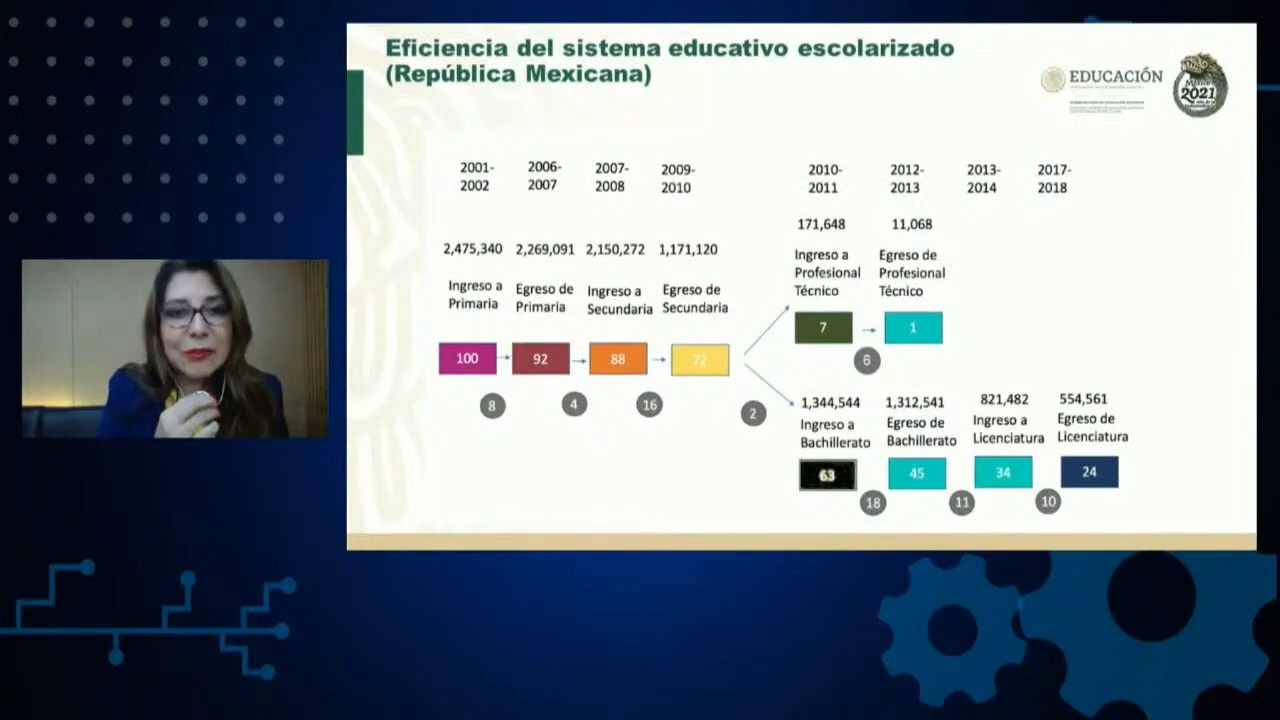 Eficiencia del sistema educativo escolarizado
(República Mexicana)
EDUCACIÓN
2021
2001-
2002
2006-
2007
2007-
2008
2009-
2010
2010-
2011
2012-
2013
2013-
2014
2017-
2018
171,648
11,068
2,475,340
2,269,091
2,150,272
1,171,120
Ingreso a
Profesional
Técnico
Egreso de
Profesional
Técnico
Ingreso a
Primaria
Egreso de
Primaria
Ingreso a
Secundaria
Egreso de
Secundaria
7
1
6
100
92
88
72
8
4
16
2
1,344,544
1,312,541
821,482
554,561
Ingreso a
Bachillerato
Egreso de
Bachillerato
Ingreso a
Licenciatura
Egreso de
Licenciatura
63
45
34
24
18
11
10